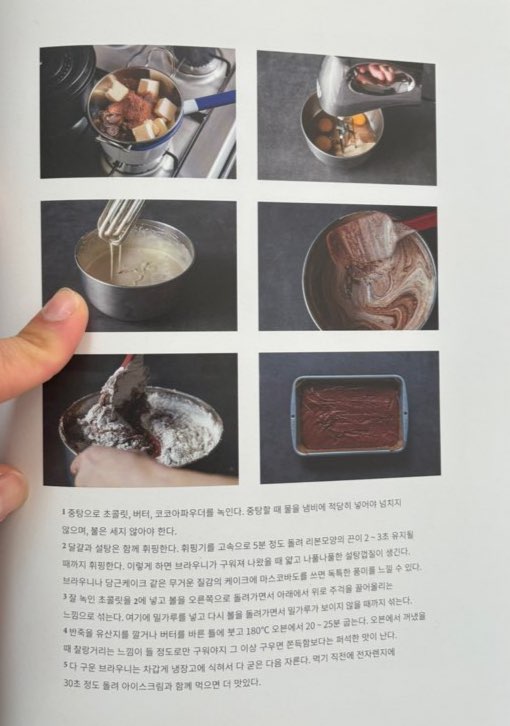 1 중탕으로 초콜릿, 버터, 코코아파우더를 녹인다. 중탕할 때 물을 냄비에 적당히 넣어야 넘치지
않으며, 불은 세지 않아야 한다.
2 달걀과 설탕은 함께 휘핑한다. 휘핑기를 고속으로 5분 정도 돌려 리본모양의 끈이 2 ~ 3초 유지될
때까지 휘핑한다. 이렇게 하면 브라우니가 구워져 나왔을 때 얇고 나풀나풀한 설탕껍질이 생긴다.
브라우니나 당근케이크 같은 무거운 질감의 케이크에 마스코바도를 쓰면 독특한 풍미를 느낄 수 있다.
3 잘 녹인 초콜릿을 2에 넣고 볼을 오른쪽으로 돌려가면서 아래에서 위로 주걱을 끌어올리는
느낌으로 섞는다. 여기에 밀가루를 넣고 다시 볼을 돌려가면서 밀가루가 보이지 않을 때까지 섞는다.
4 반죽을 유산지를 깔거나 버터를 바른 틀에 붓고 180℃ 오븐에서 20 ~ 25분 굽는다. 오븐에서 꺼냈을
때 찰랑거리는 느낌이 들 정도로만 구워야지 그 이상 구우면 쫀득함보다는 퍼석한 맛이 난다.
5 다 구운 브라우니는 차갑게 냉장고에 식혀서 다 굳은 다음 자른다. 먹기 직전에 전자렌지에
30초 정도 돌려 아이스크림과 함께 먹으면 더 맛있다.